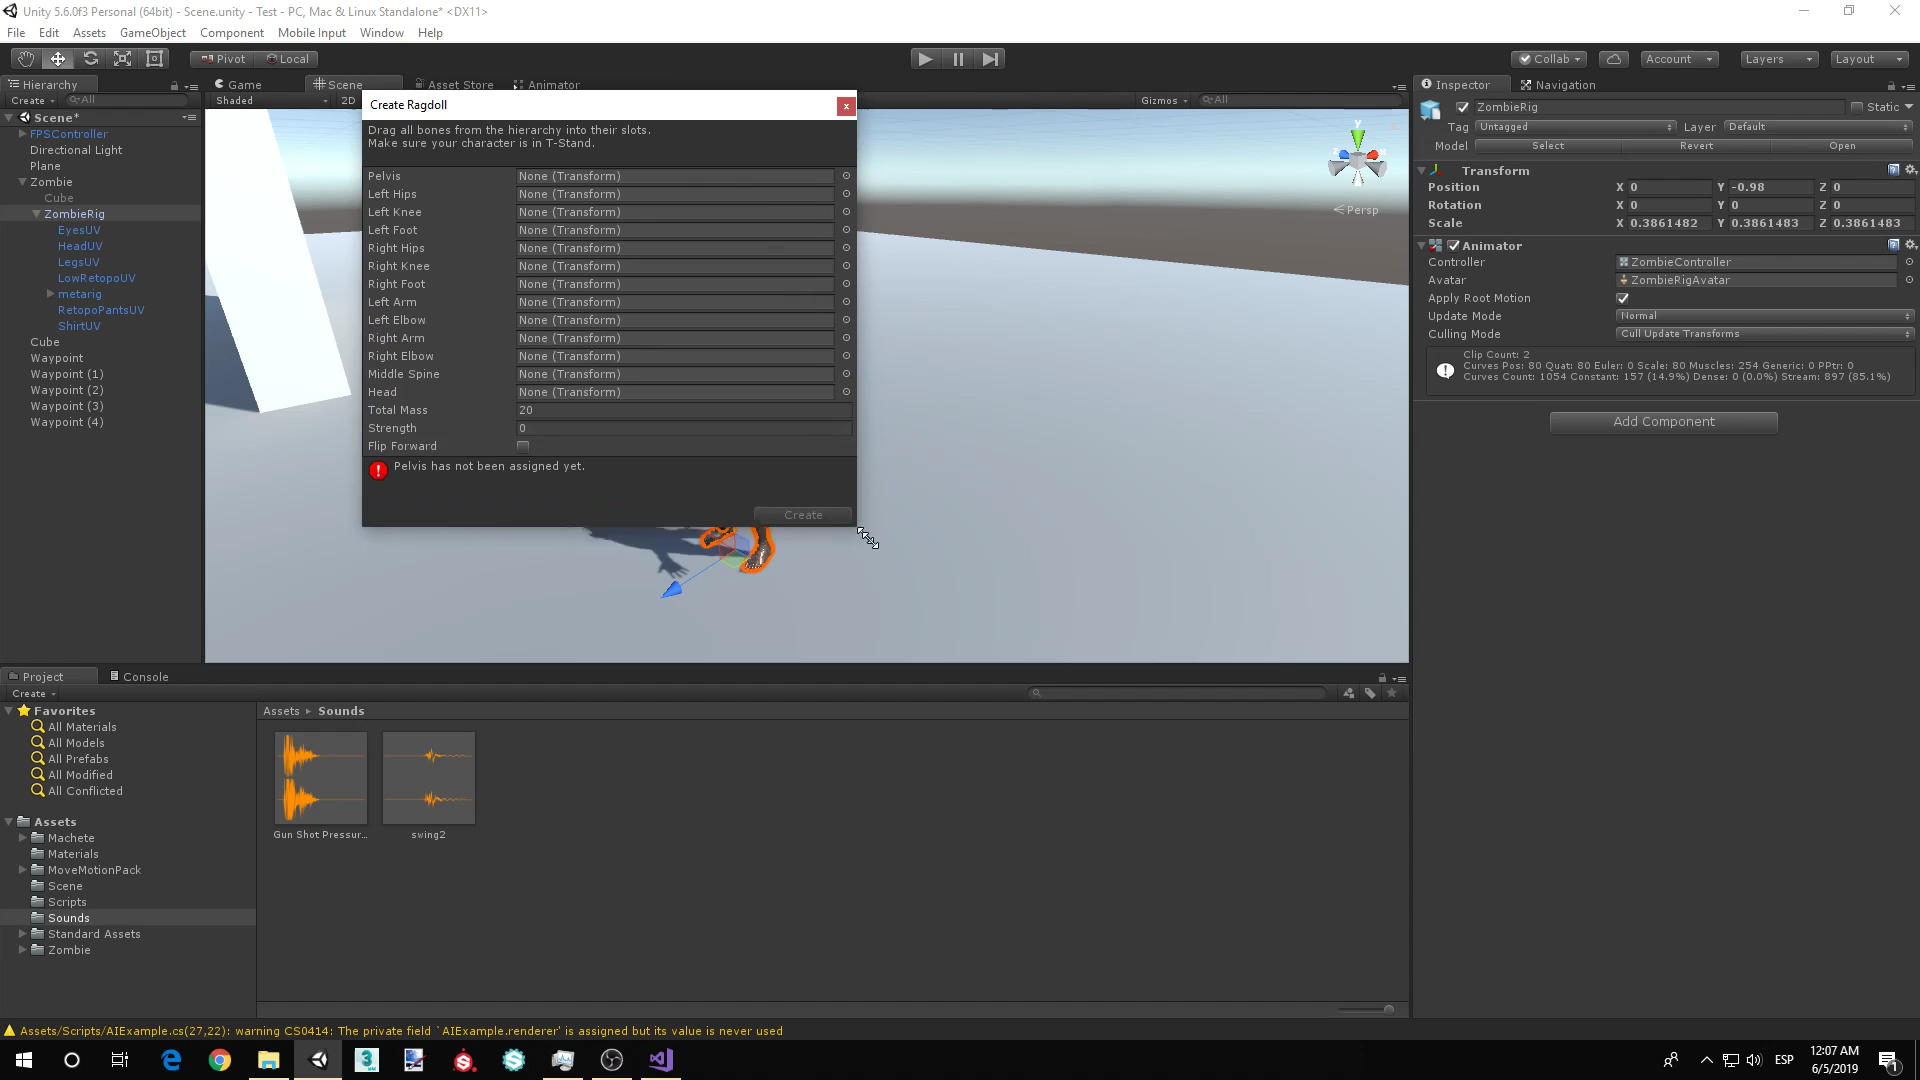 Unity 5.6.0f3 Personal (64bit) - Scene.unity - Test - PC, Mac & Linux Standalone* <DX11>
File Edit Assets GameObject Component Mobile Input Window Help
Pivot Local
Collab Account Layers Layout
Hierarchy
Create All
Scene*
FPSController
Directional Light
Plane
Zombie
Cube
ZombieRig
EyesUV
HeadUV
LegsUV
LowRetopoUV
metarig
RetopoPantsUV
ShirtUV
Cube
Waypoint
Waypoint (1)
Waypoint (2)
Waypoint (3)
Waypoint (4)
Game Scene Asset Store Animator
Shaded 2D Gizmos All
y
Persp
Create Ragdoll x
Drag all bones from the hierarchy into their slots.
Make sure your character is in T-Stand.
Pelvis None (Transform)
Left Hips None (Transform)
Left Knee None (Transform)
Left Foot None (Transform)
Right Hips None (Transform)
Right Knee None (Transform)
Right Foot None (Transform)
Left Arm None (Transform)
Left Elbow None (Transform)
Right Arm None (Transform)
Right Elbow None (Transform)
Middle Spine None (Transform)
Head None (Transform)
Total Mass 20
Strength 0
Flip Forward
Pelvis has not been assigned yet.
Create
Inspector Navigation
ZombieRig Static
Tag Untagged Layer Default
Model Select Revert Open
Transform
Position X 0 Y -0.98 Z 0
Rotation X 0 Y 0 Z 0
Scale X 0.3861482 Y 0.3861483 Z 0.3861483
Animator
Controller ZombieController
Avatar ZombieRigAvatar
Apply Root Motion
Update Mode Normal
Culling Mode Cull Update Transforms
Clip Count: 2
Curves Pos: 80 Quat: 80 Euler: 0 Scale: 80 Muscles: 254 Generic: 0 PPtr: 0
Curves Count: 1054 Constant: 157 (14.9%) Dense: 0 (0.0%) Stream: 897 (85.1%)
Add Component
Project Console
Create
Favorites
All Materials
All Models
All Prefabs
All Modified
All Conflicted
Assets
Machete
Materials
MoveMotionPack
Scene
Scripts
Sounds
Standard Assets
Zombie
Assets Sounds
Gun Shot Pressur... swing2
Assets/Scripts/AIExample.cs(27,22): warning CS0414: The private field `AIExample.renderer' is assigned but its value is never used
ESP 12:07 AM
6/5/2019
1